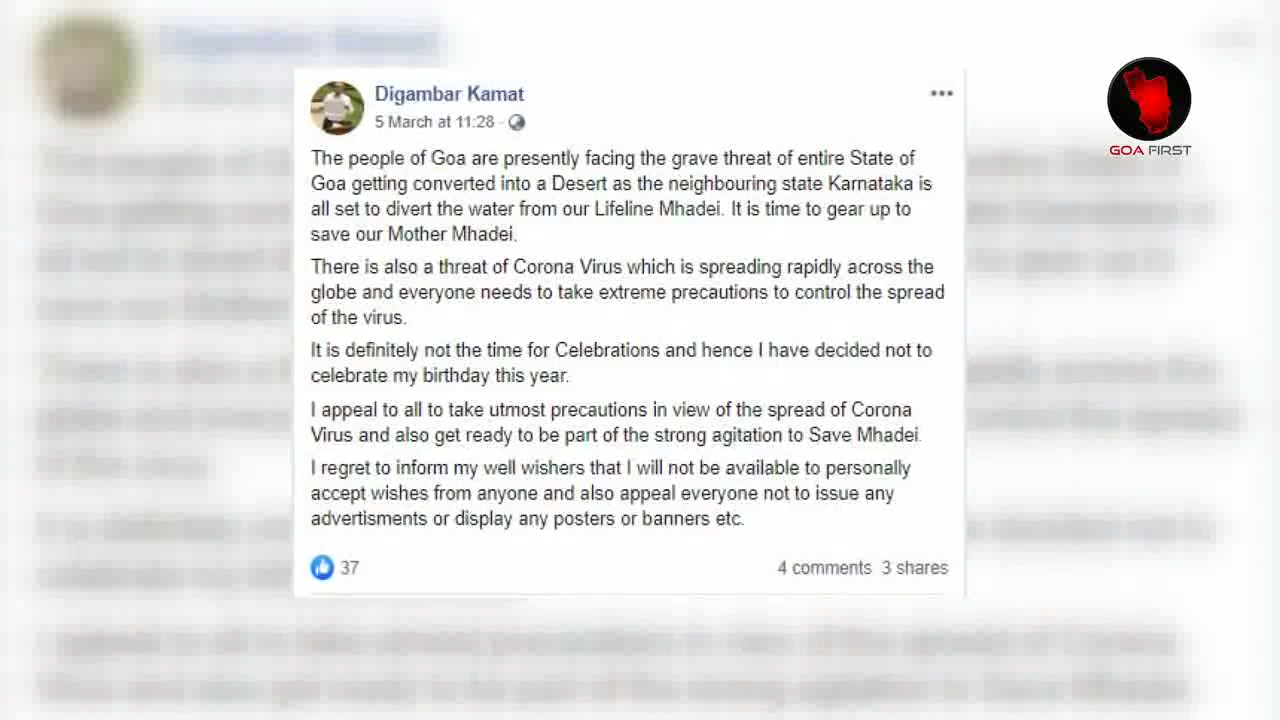 Digambar Kamat
5 March at 11:28 ·
GOA FIRST
The people of Goa are presently facing the grave threat of entire State of
Goa getting converted into a Desert as the neighbouring state Karnataka is
all set to divert the water from our Lifeline Mhadei. It is time to gear up to
save our Mother Mhadei.
There is also a threat of Corona Virus which is spreading rapidly across the
globe and everyone needs to take extreme precautions to control the spread
of the virus.
It is definitely not the time for Celebrations and hence I have decided not to
celebrate my birthday this year.
I appeal to all to take utmost precautions in view of the spread of Corona
Virus and also get ready to be part of the strong agitation to Save Mhadei.
I regret to inform my well wishers that I will not be available to personally
accept wishes from anyone and also appeal everyone not to issue any
advertisments or display any posters or banners etc.
37
4 comments 3 shares